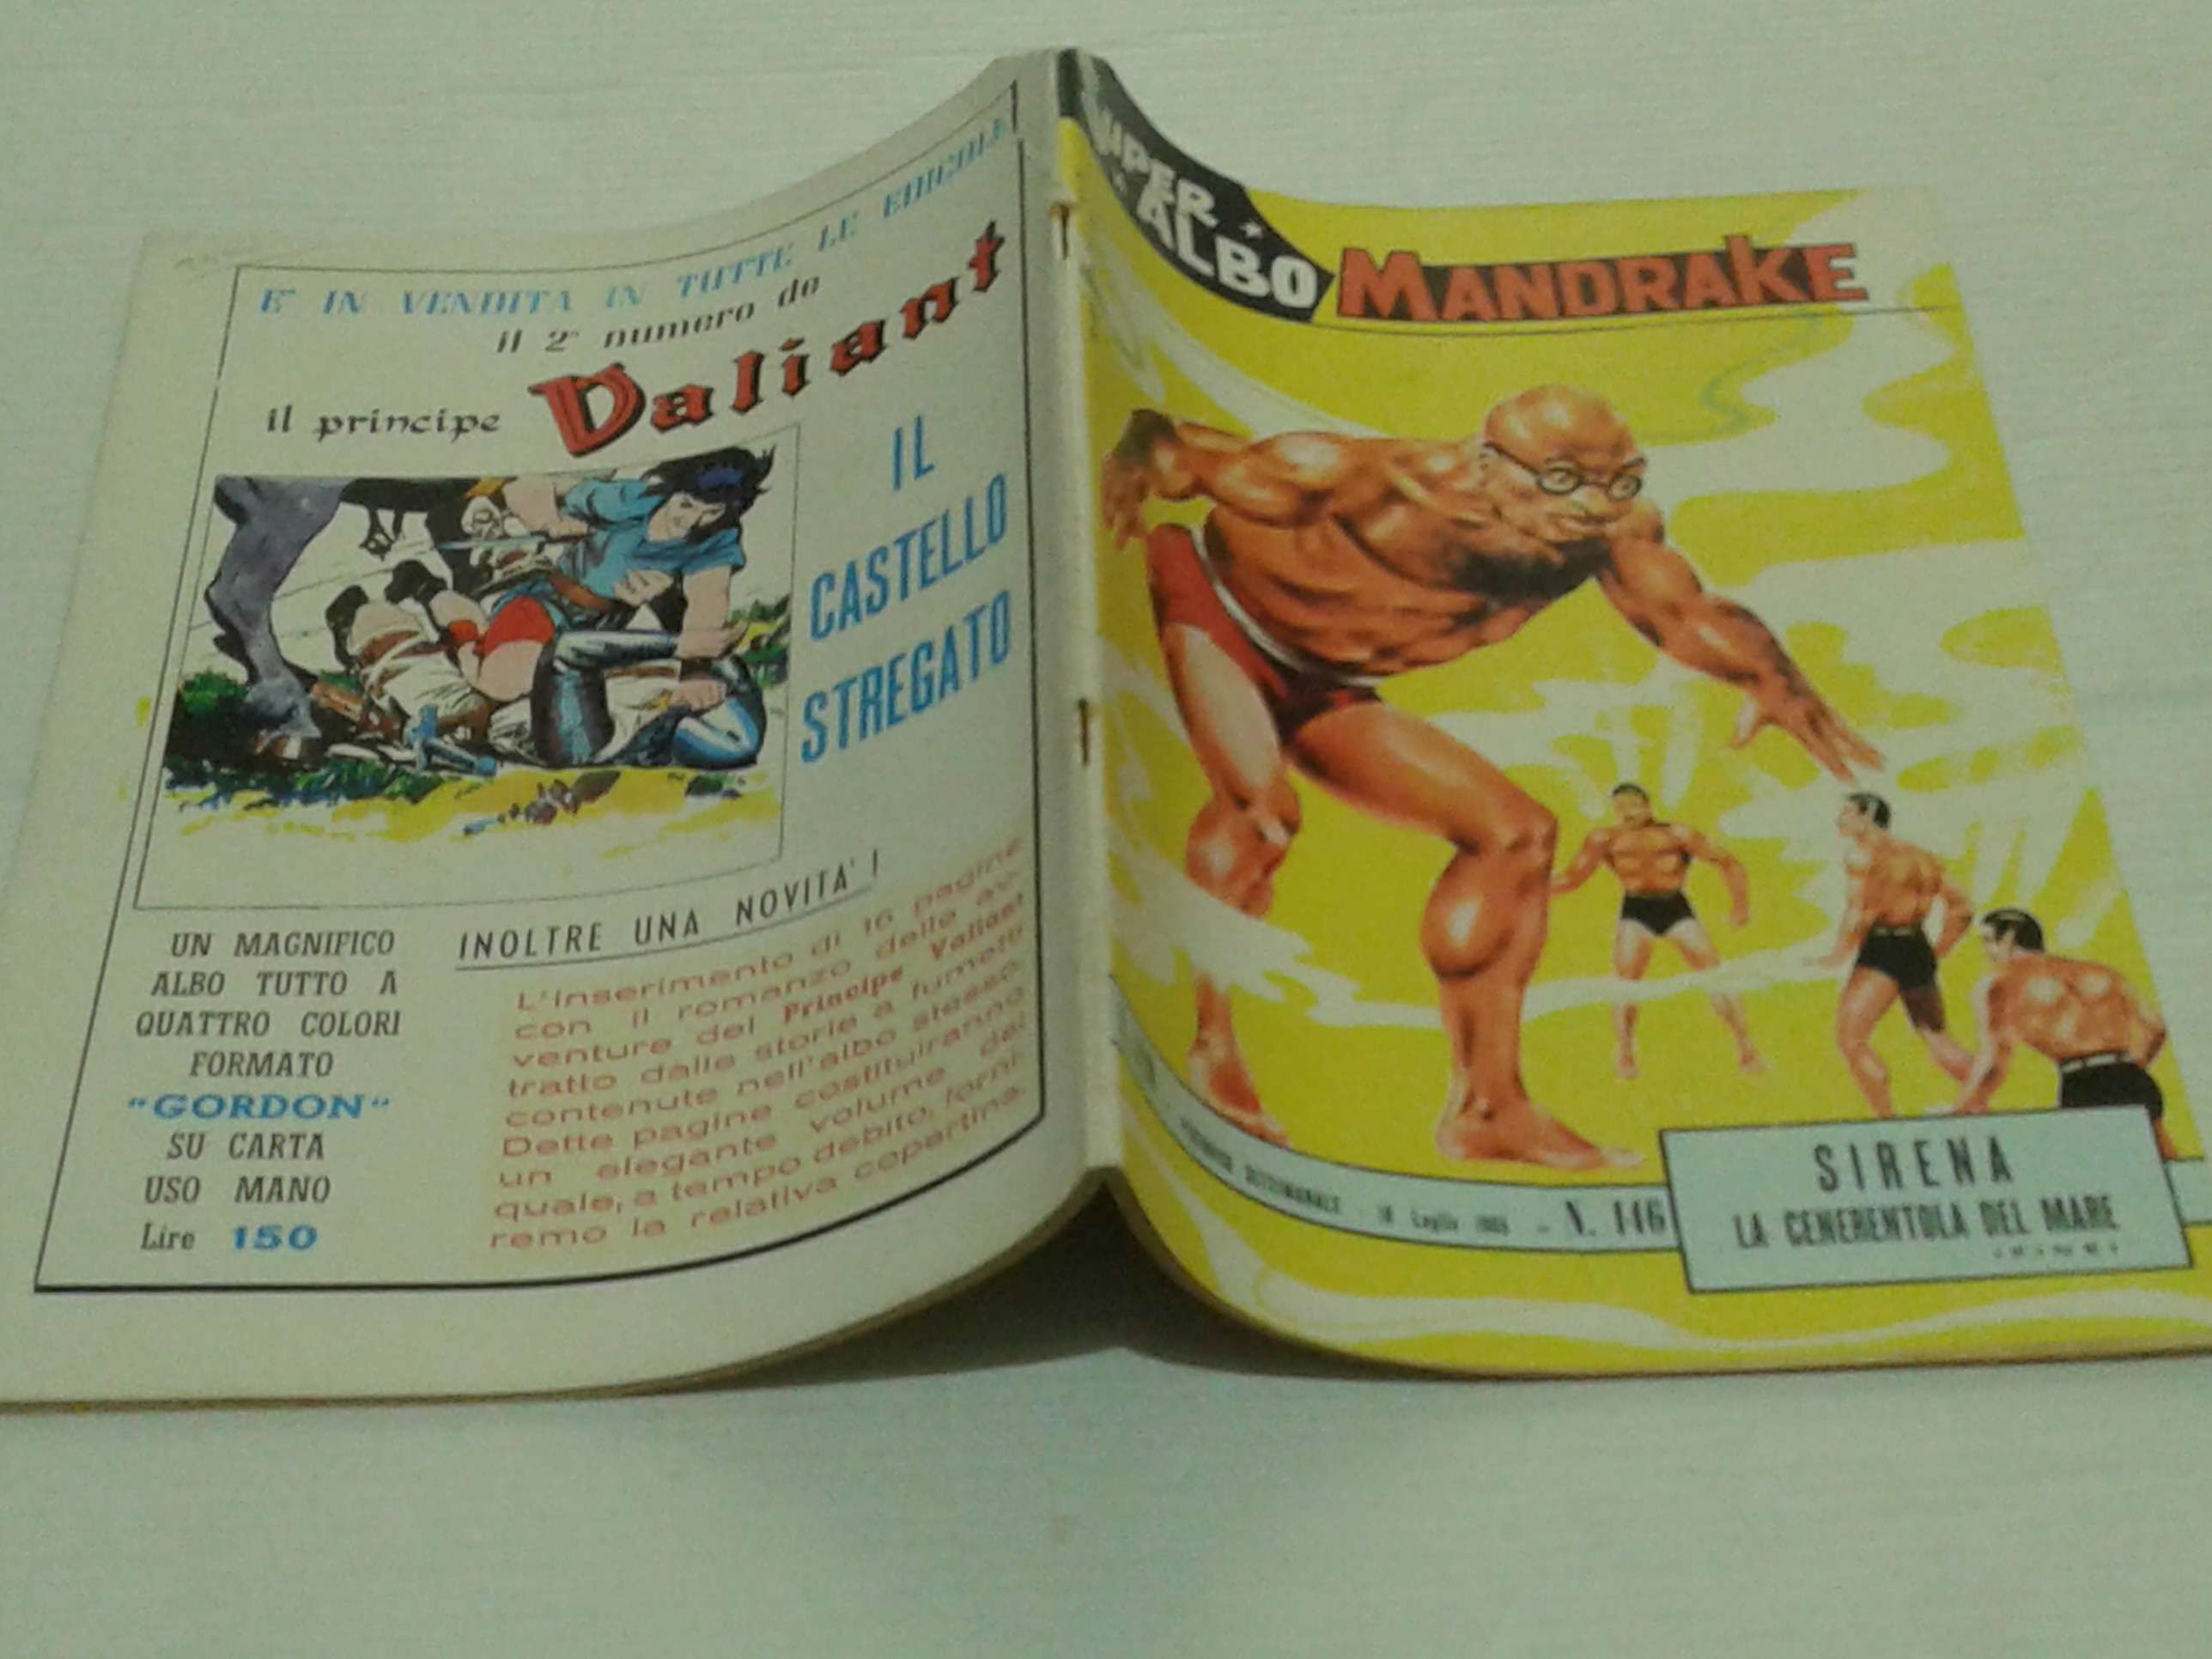 E' IN VENDITA IN TUTTE LE EDICOLE
il 2° numero de
il principe Valiant
IL
CASTELLO
STREGATO
UN MAGNIFICO
ALBO TUTTO A
QUATTRO COLORI
FORMATO
"GORDON"
SU CARTA
USO MANO
Lire 150
INOLTRE UNA NOVITA' !
L'inserimento di 16 pagine
con il romanzo delle av-
venture del Principe Valiant
tratto dalle storie a fumetti
contenute nell'albo stesso.
Dette pagine costituiranno
un elegante volume del
quale, a tempo debito, forni-
remo la relativa copertina.
UPER
ALBO
MANDRAKE
SETTIMANALE - Luglio - N. 146
SIRENA
LA CENERENTOLA DEL MARE